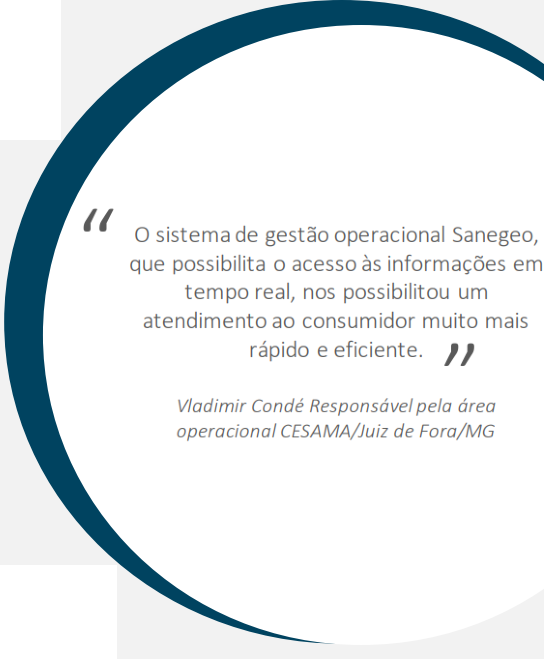 “ O sistema de gestão operacional Sanegeo,
que possibilita o acesso às informações em
tempo real, nos possibilitou um
atendimento ao consumidor muito mais
rápido e eficiente. ”
Vladimir Condé Responsável pela área
operacional CESAMA/Juiz de Fora/MG